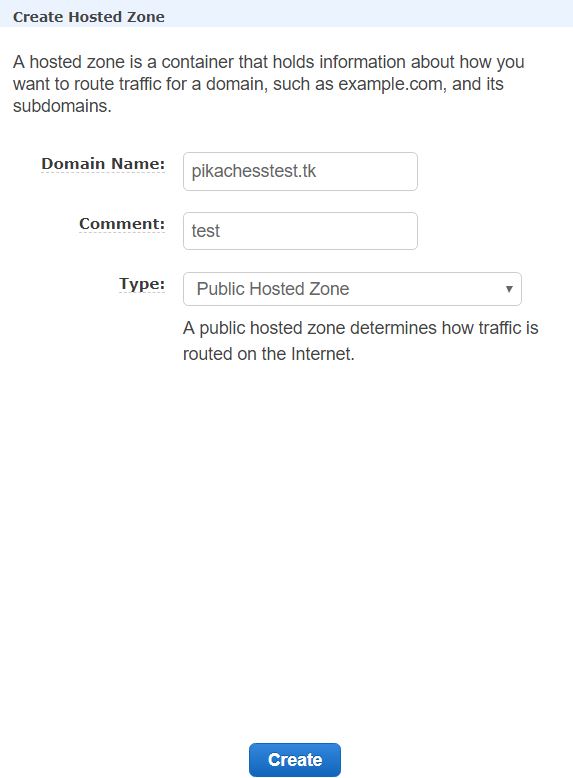 Create Hosted Zone
A hosted zone is a container that holds information about how you
want to route traffic for a domain, such as example.com, and its
subdomains.
Domain Name: pikachesstest.tk
Comment: test
Type: Public Hosted Zone
A public hosted zone determines how traffic is
routed on the Internet.
Create